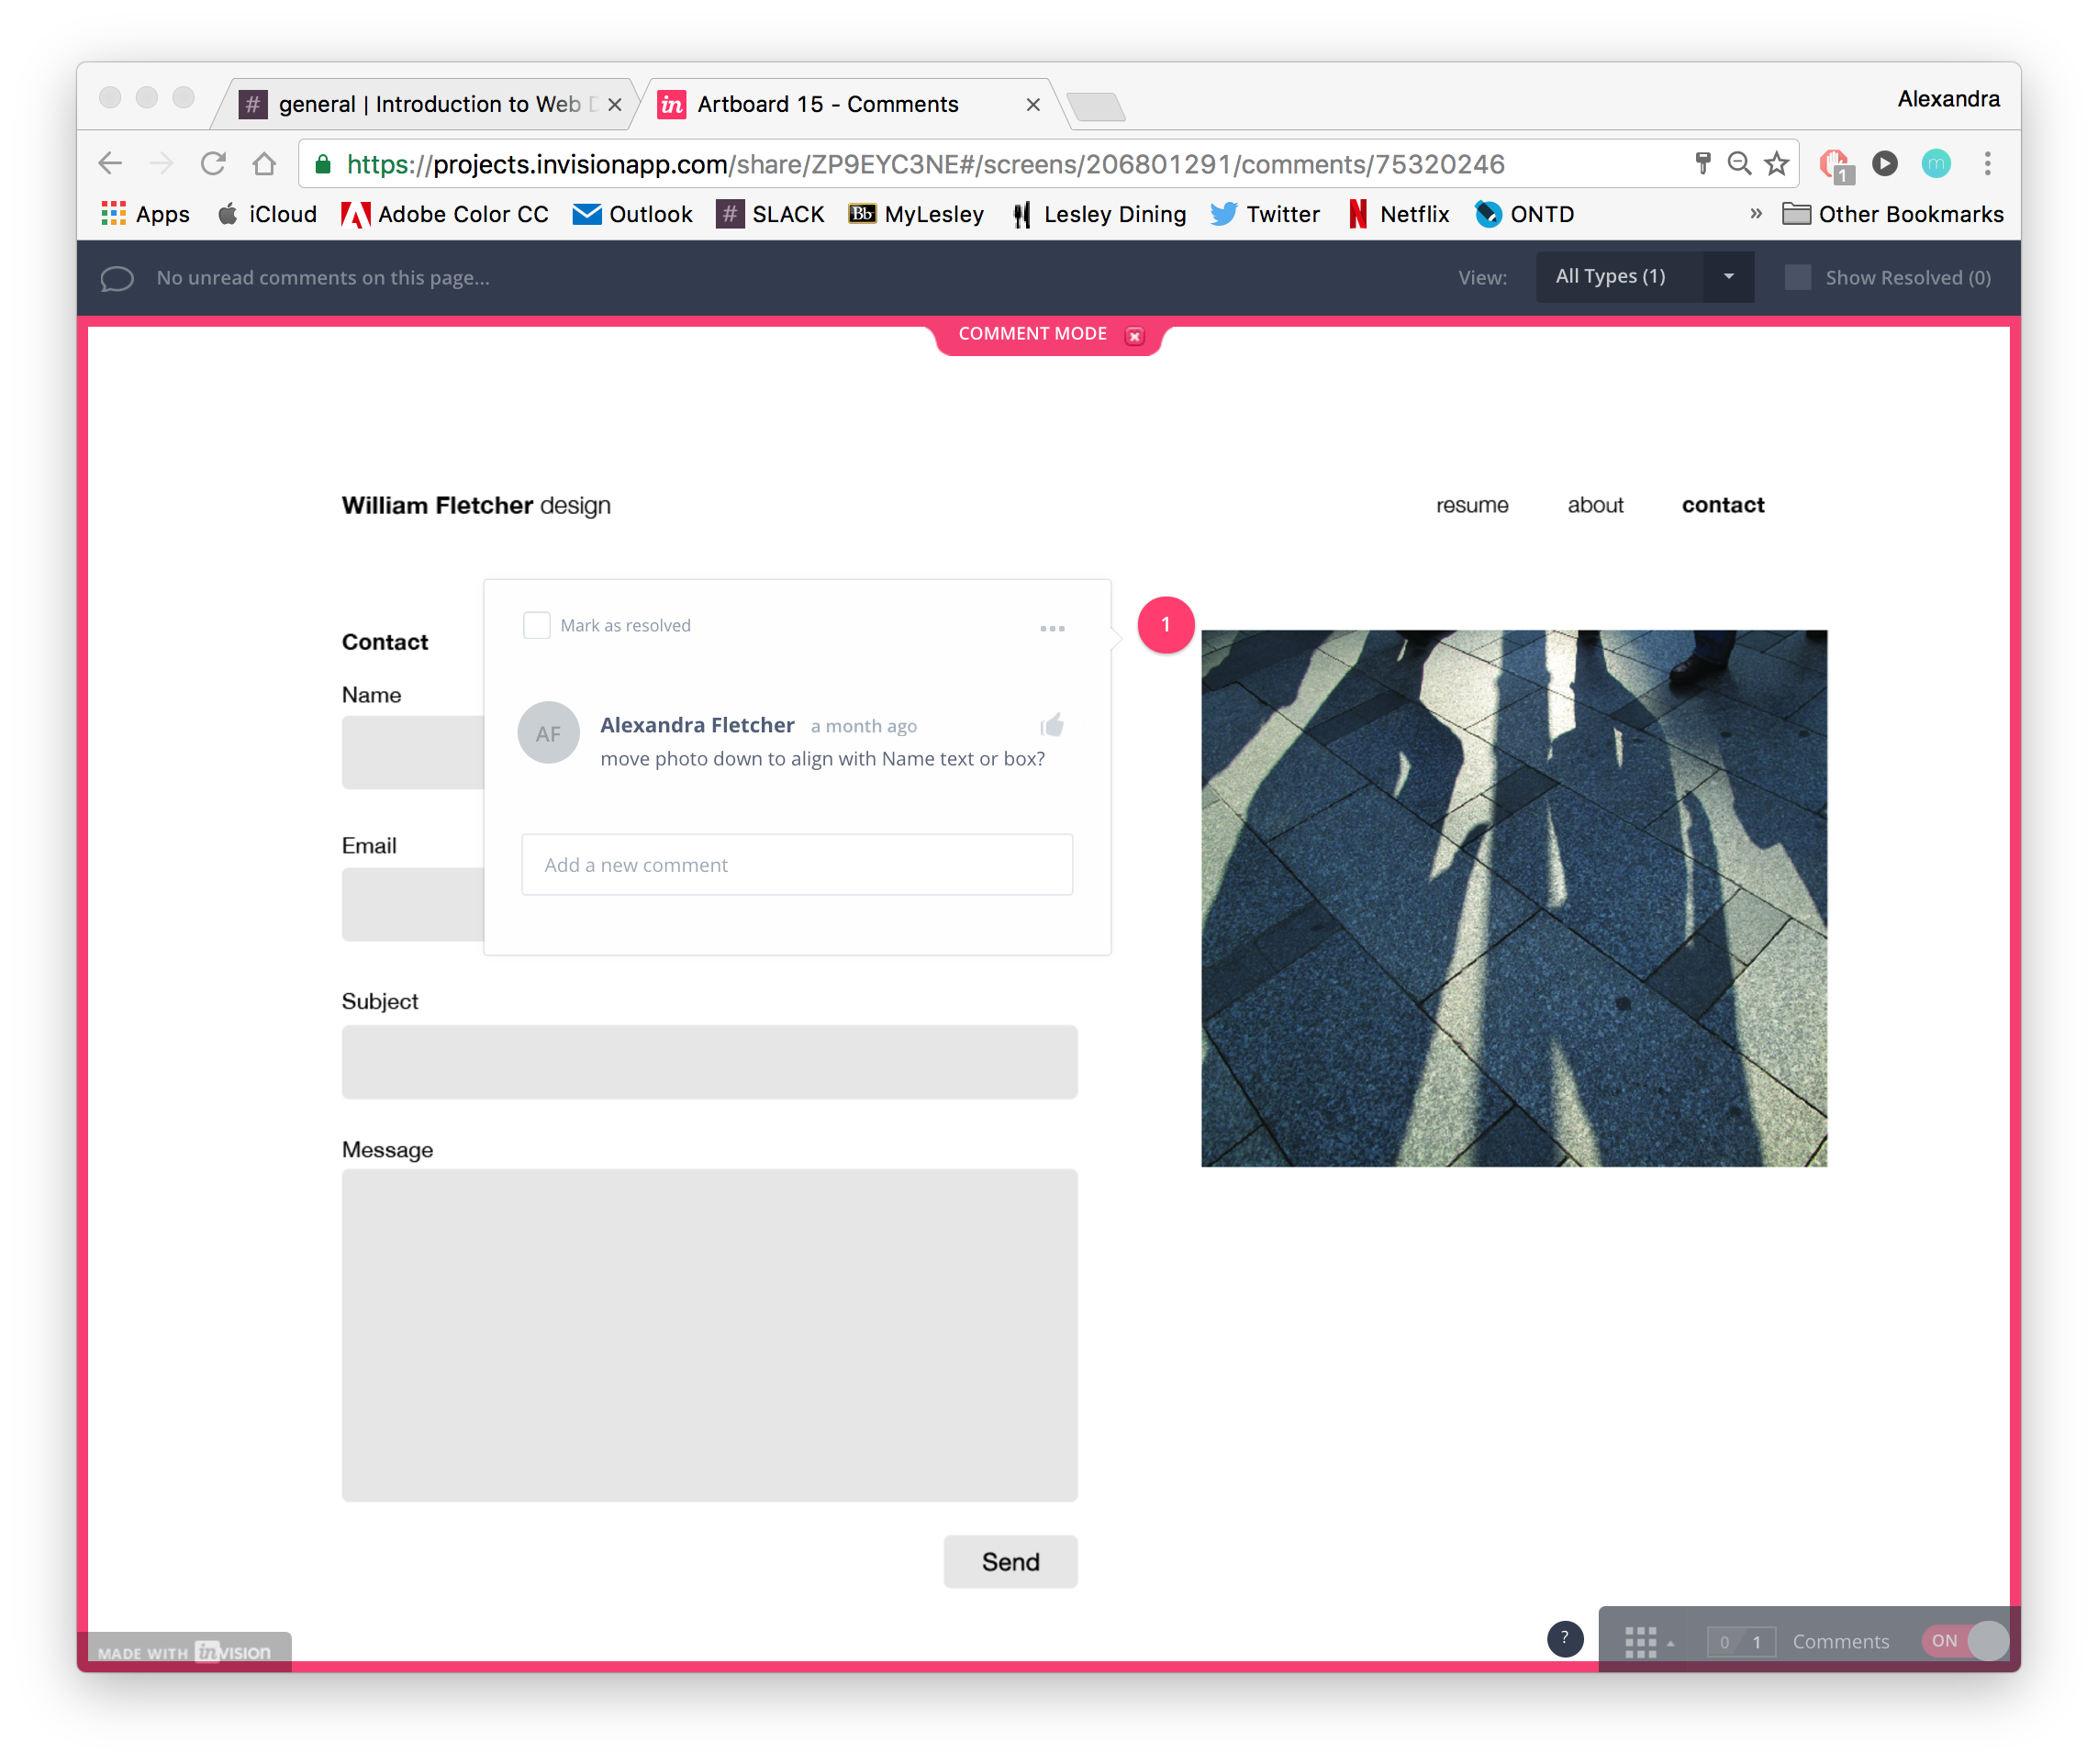 general | Introduction to Web D
Artboard 15 - Comments
Alexandra
https://projects.invisionapp.com/share/ZP9EYC3NE#/screens/206801291/comments/75320246
1
m
Apps
iCloud
Adobe Color CC
Outlook
# SLACK
Bb MyLesley
Lesley Dining
Twitter
N Netflix
ONTD
»
Other Bookmarks
No unread comments on this page...
View:
All Types (1)
Show Resolved (0)
COMMENT MODE
William Fletcher design
resume
about
contact
Mark as resolved
1
Contact
Name
AF
Alexandra Fletcher a month ago
move photo down to align with Name text or box?
Email
Add a new comment
Subject
Message
Send
MADE WITH inVISION
?
0 1
Comments
ON